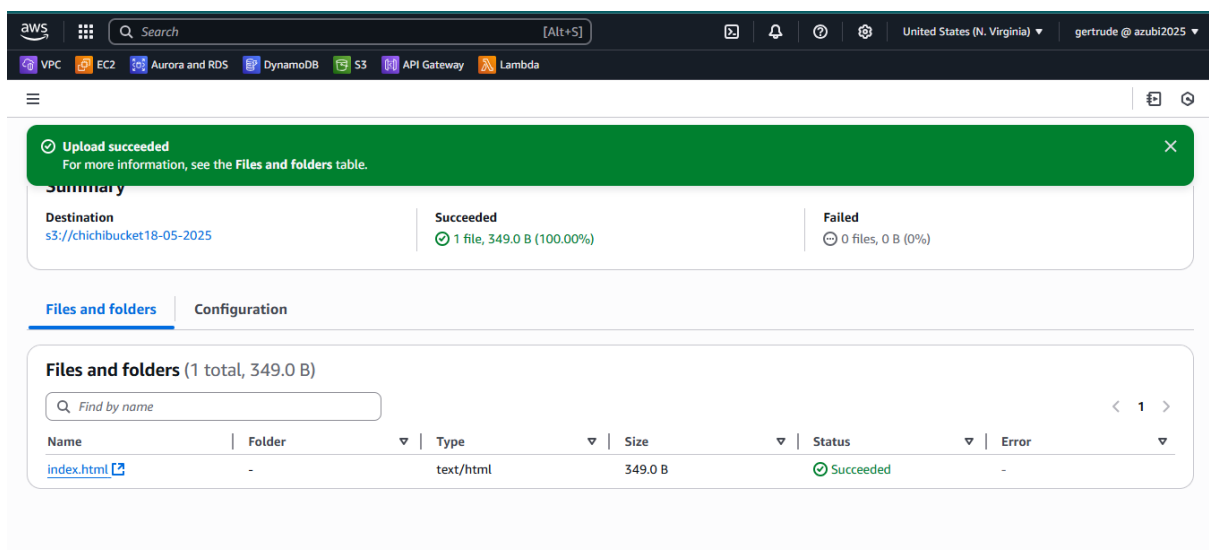 aws Search [Alt+S] United States (N. Virginia) gertrude @ azubi2025
VPC EC2 Aurora and RDS DynamoDB S3 API Gateway Lambda
Upload succeeded
For more information, see the Files and folders table.
Summary
Destination Succeeded Failed
s3://chichibucket18-05-2025 1 file, 349.0 B (100.00%) 0 files, 0 B (0%)
Files and folders Configuration
Files and folders (1 total, 349.0 B)
Find by name 1
Name Folder Type Size Status Error
index.html - text/html 349.0 B Succeeded -